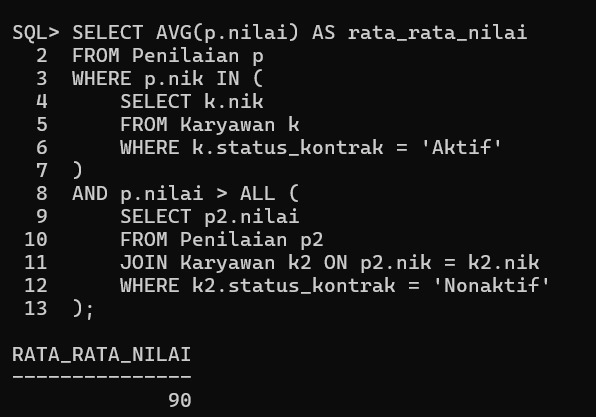 SQL> SELECT AVG(p.nilai) AS rata_rata_nilai
  2  FROM Penilaian p
  3  WHERE p.nik IN (
  4      SELECT k.nik
  5      FROM Karyawan k
  6      WHERE k.status_kontrak = 'Aktif'
  7  )
  8  AND p.nilai > ALL (
  9      SELECT p2.nilai
 10      FROM Penilaian p2
 11      JOIN Karyawan k2 ON p2.nik = k2.nik
 12      WHERE k2.status_kontrak = 'Nonaktif'
 13  );
RATA_RATA_NILAI
---------------
             90